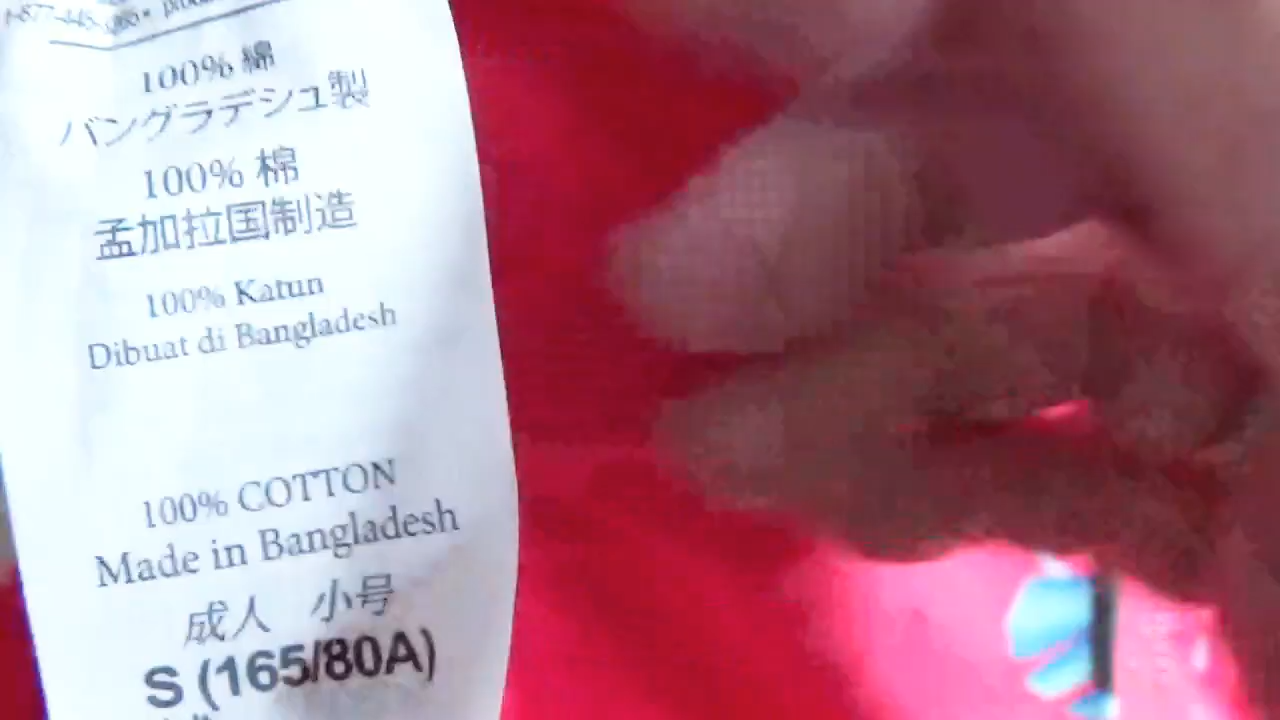 100% 綿
バングラデシュ製
100% 棉
孟加拉国制造
100% Katun
Dibuat di Bangladesh
100% COTTON
Made in Bangladesh
成人 小号
S (165/80A)